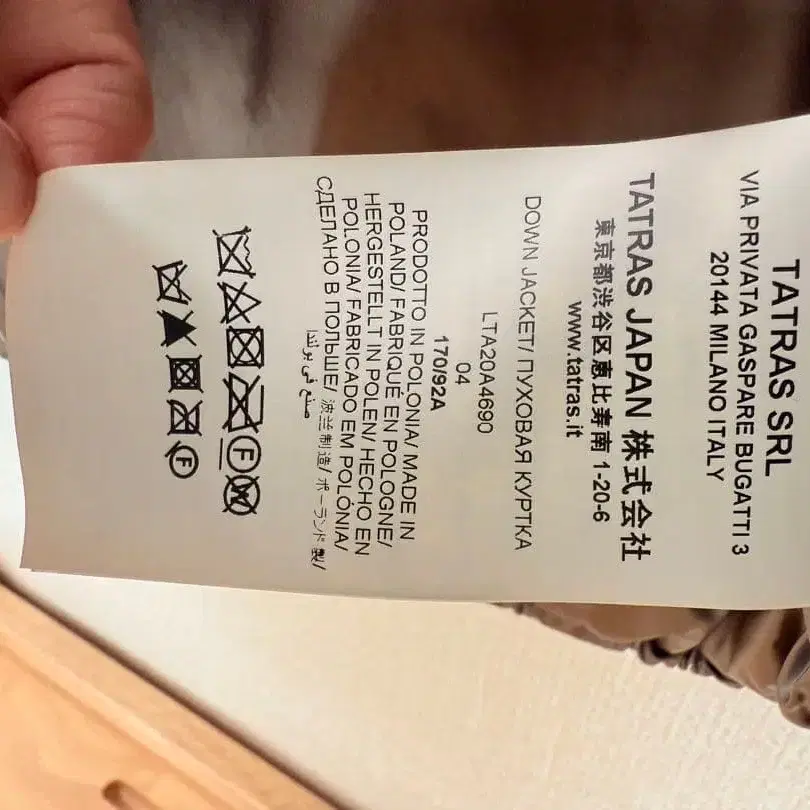 TATRAS SRL
VIA PRIVATA GASPARE BUGATTI 3
20144 MILANO ITALY
TATRAS JAPAN 株式会社
東京都渋谷区恵比寿南 1-20-6
www.tatras.it
DOWN JACKET/ ПУХОВАЯ КУРТКА
LTA20A4690
04
170/92A
PRODOTTO IN POLONIA/ MADE IN
POLAND/ FABRIQUÉ EN POLOGNE/
HERGESTELLT IN POLEN/ HECHO EN
POLONIA/ FABRICADO EM POLÓNIA/
СДЕЛАНО В ПОЛЬШЕ/ 波兰制造/ ポーランド製/
صنع في بولندا
F W
F